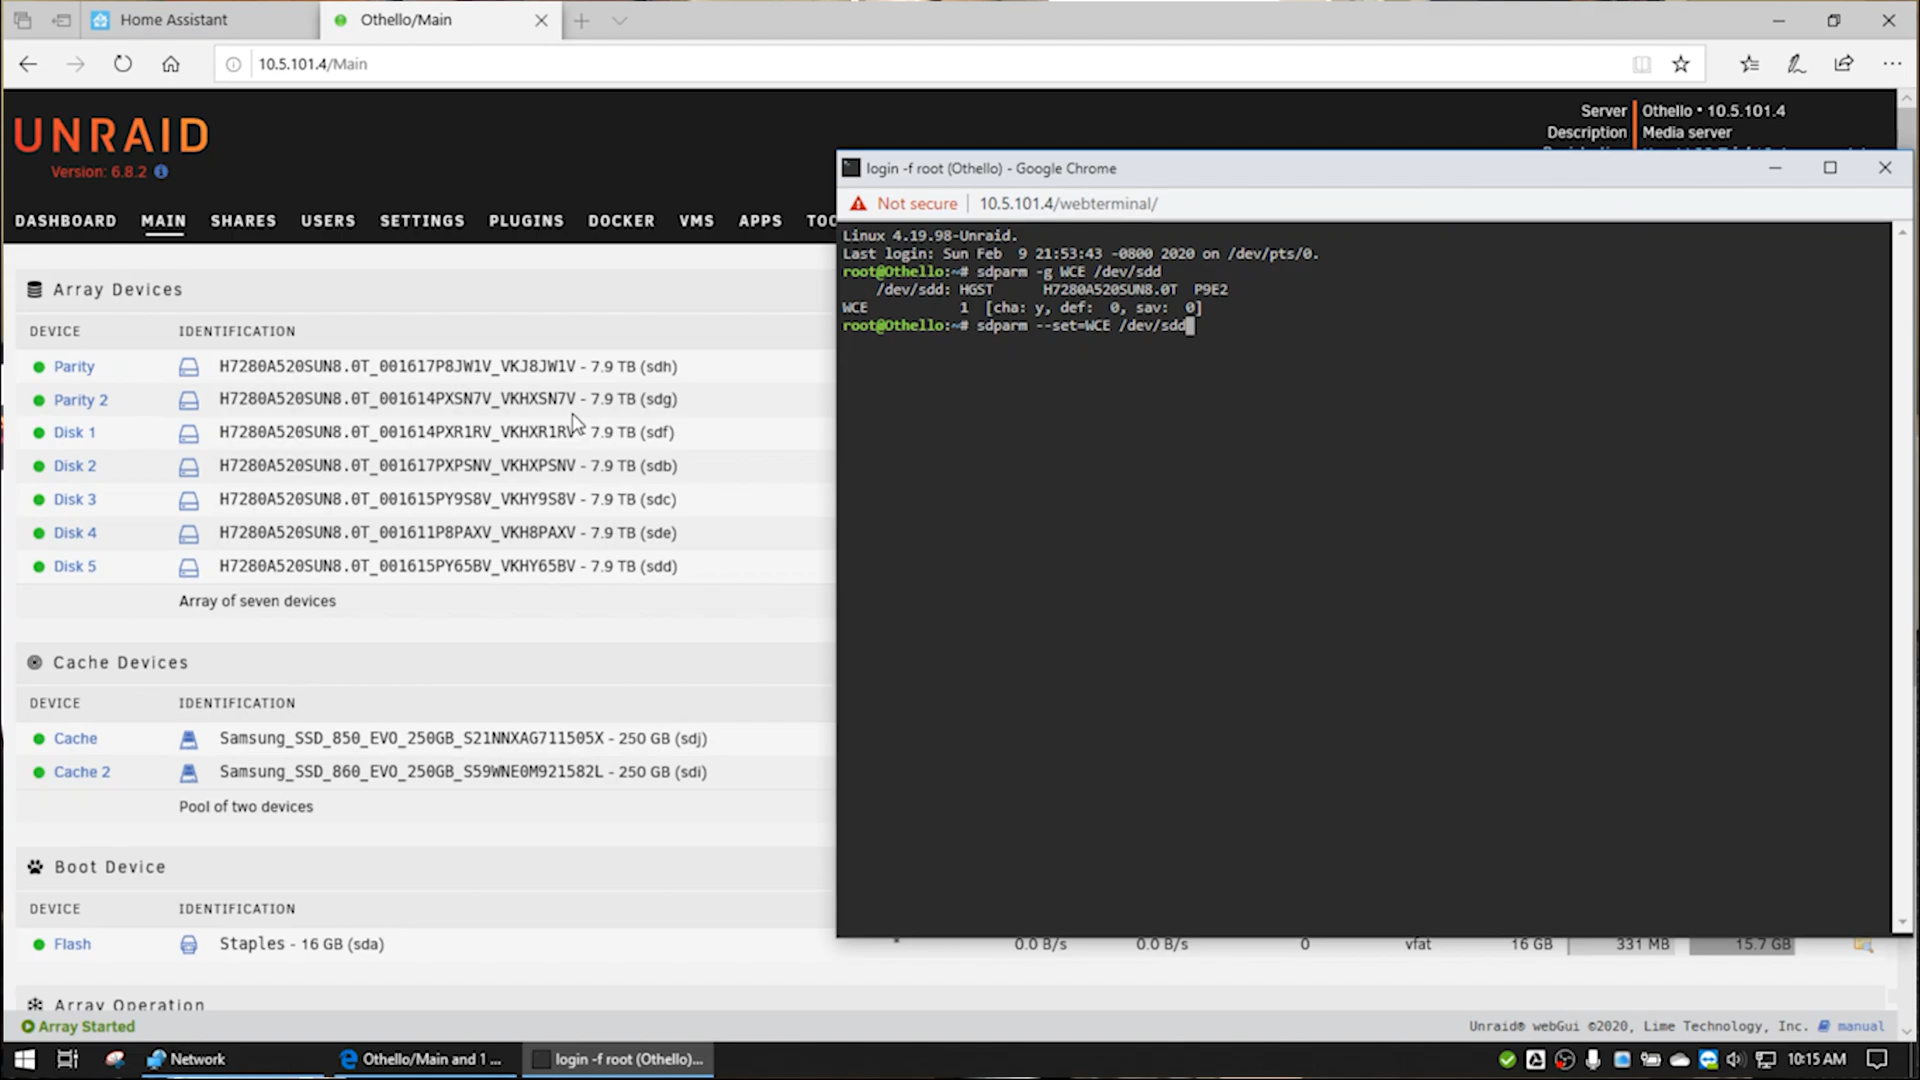 Home Assistant
Othello/Main
10.5.101.4/Main
UNRAID
Version: 6.8.2
Server
Othello • 10.5.101.4
Description
Media server
DASHBOARD MAIN SHARES USERS SETTINGS PLUGINS DOCKER VMS APPS TOO
login -f root (Othello) - Google Chrome
Not secure
10.5.101.4/webterminal/
Linux 4.19.98-Unraid.
Last login: Sun Feb  9 21:53:43 -0800 2020 on /dev/pts/0.
root@Othello:~# sdparm -g WCE /dev/sdd
/dev/sdd: HGST      H7280A520SUN8.0T  P9E2
WCE           1  [cha: y, def:  0, sav:  0]
root@Othello:~# sdparm --set=WCE /dev/sdd
Array Devices
DEVICE IDENTIFICATION
Parity H7280A520SUN8.0T_001617P8JW1V_VKJ8JW1V - 7.9 TB (sdh)
Parity 2 H7280A520SUN8.0T_001614PXSN7V_VKHXSN7V - 7.9 TB (sdg)
Disk 1 H7280A520SUN8.0T_001614PXR1RV_VKHXR1RV - 7.9 TB (sdf)
Disk 2 H7280A520SUN8.0T_001617PXPSNV_VKHXPSNV - 7.9 TB (sdb)
Disk 3 H7280A520SUN8.0T_001615PY9S8V_VKHY9S8V - 7.9 TB (sdc)
Disk 4 H7280A520SUN8.0T_001611P8PAXV_VKH8PAXV - 7.9 TB (sde)
Disk 5 H7280A520SUN8.0T_001615PY65BV_VKHY65BV - 7.9 TB (sdd)
Array of seven devices
Cache Devices
DEVICE IDENTIFICATION
Cache Samsung_SSD_850_EVO_250GB_S21NNXAG711505X - 250 GB (sdj)
Cache 2 Samsung_SSD_860_EVO_250GB_S59WNE0M921582L - 250 GB (sdi)
Pool of two devices
Boot Device
DEVICE IDENTIFICATION
Flash Staples - 16 GB (sda) * 0.0 B/s 0.0 B/s 0 vfat 16 GB 331 MB 15.7 GB
Array Operation
Array Started
Unraid® webGui ©2020, Lime Technology, Inc. manual
Network
Othello/Main and 1 ...
login -f root (Othello)...
10:15 AM